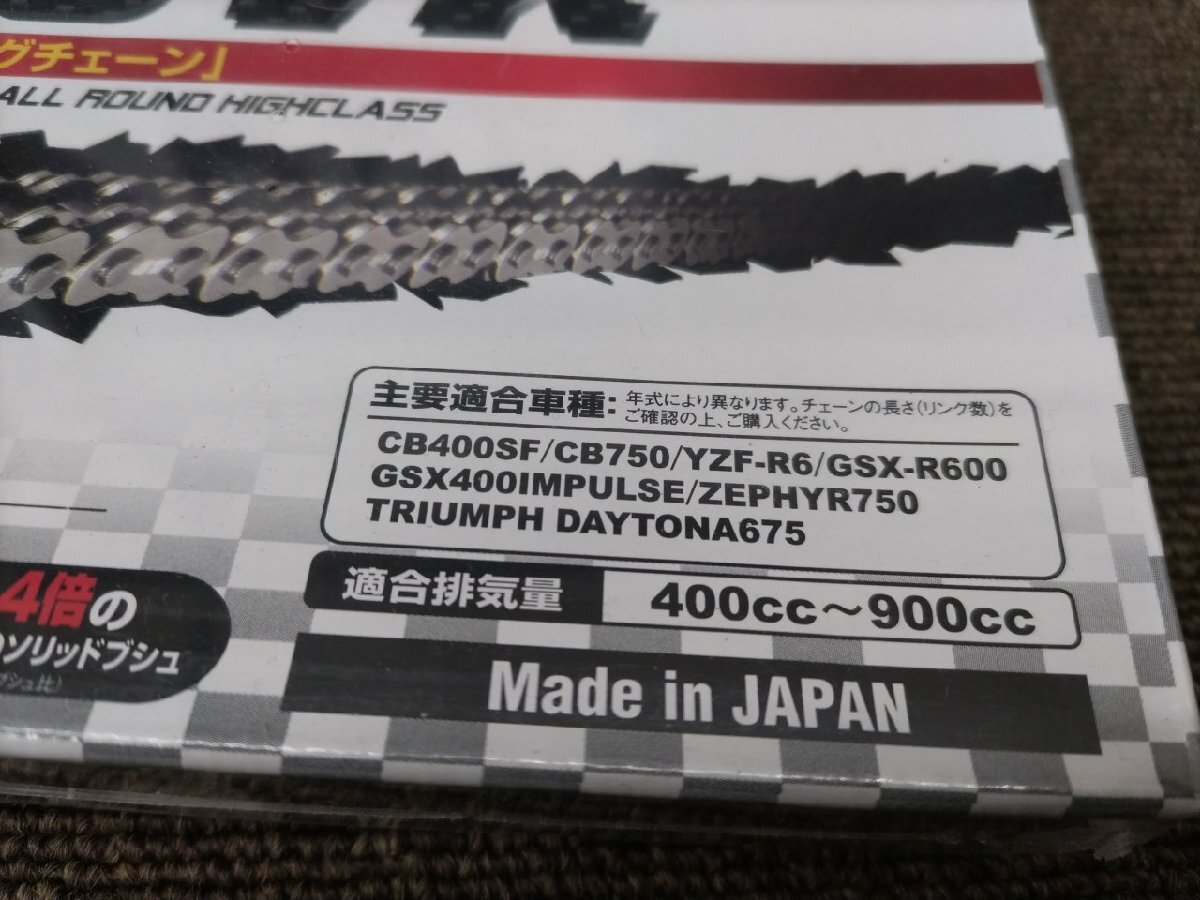 グチェーン」
ALL ROUND HIGHCLASS
主要適合車種: 年式により異なります。チェーンの長さ(リンク数)を
ご確認の上、ご購入ください。
CB400SF/CB750/YZF-R6/GSX-R600
GSX400IMPULSE/ZEPHYR750
TRIUMPH DAYTONA675
適合排気量 400cc～900cc
4倍の
ソリッドブシュ
Made in JAPAN